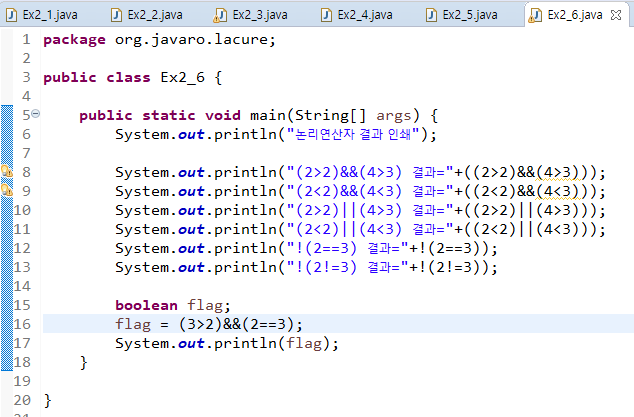 Ex2_1.java Ex2_2.java Ex2_3.java Ex2_4.java Ex2_5.java Ex2_6.java
1 package org.javaro.lacure;
2
3 public class Ex2_6 {
4
5 public static void main(String[] args) {
6 System.out.println("논리연산자 결과 인쇄");
7
8 System.out.println("(2>2)&&(4>3) 결과="+((2>2)&&(4>3)));
9 System.out.println("(2<2)&&(4<3) 결과="+((2<2)&&(4<3)));
10 System.out.println("(2>2)||(4>3) 결과="+((2>2)||(4>3)));
11 System.out.println("(2<2)||(4<3) 결과="+((2<2)||(4<3)));
12 System.out.println("!(2==3) 결과="+!(2==3));
13 System.out.println("!(2!=3) 결과="+!(2!=3));
14
15 boolean flag;
16 flag = (3>2)&&(2==3);
17 System.out.println(flag);
18 }
19
20 }